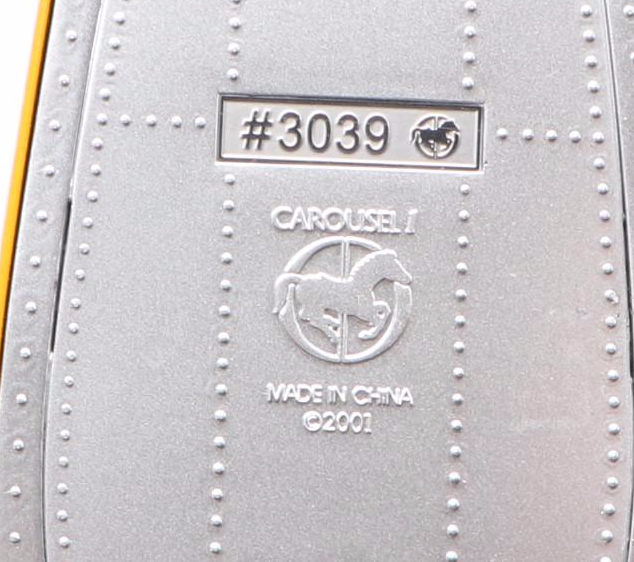 #3039
CAROUSEL 1
MADE IN CHINA
©2001